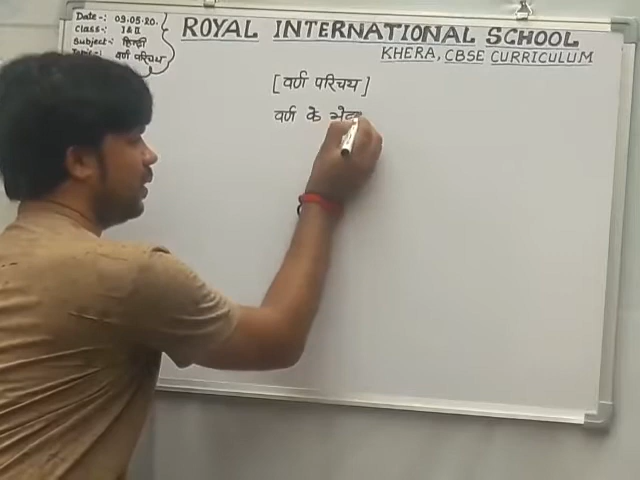 Date-: 09.05.20.
Class-: I & II
Subject-: हिन्दी
Topic-: वर्ण परिचय
ROYAL INTERNATIONAL SCHOOL
KHERA, CBSE CURRICULUM
[वर्ण परिचय]
वर्ण के भेद